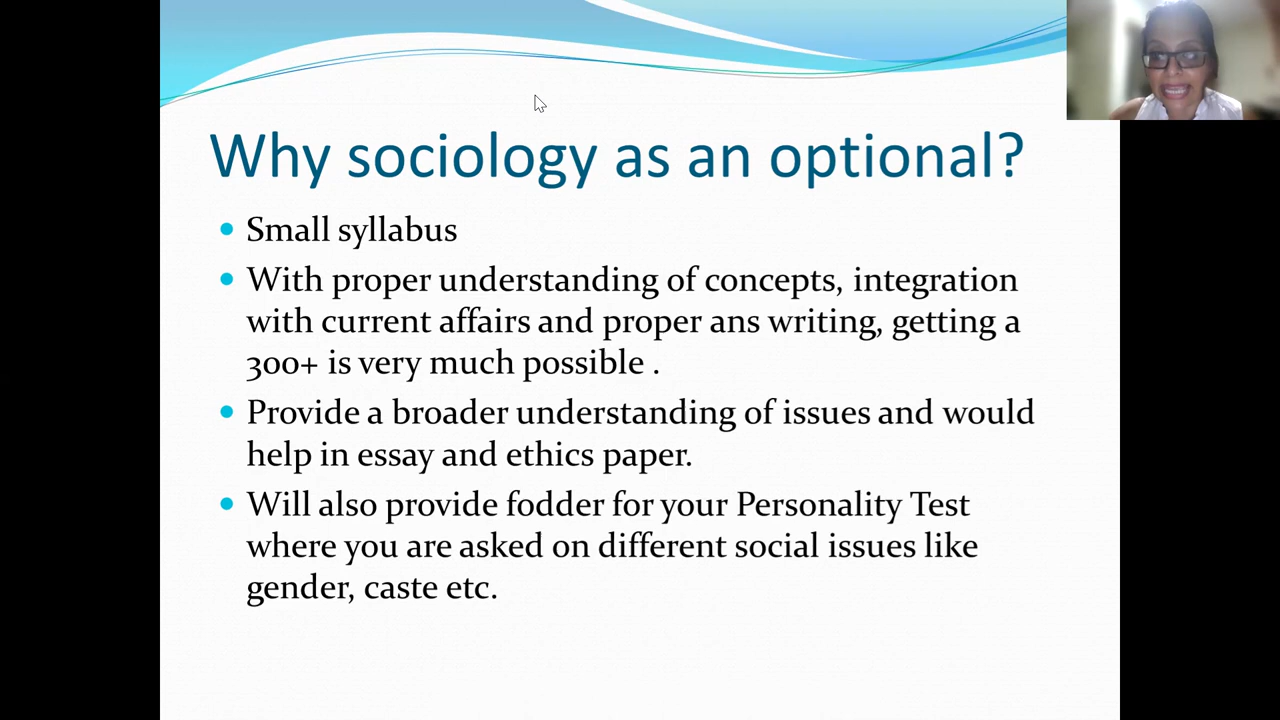 Why sociology as an optional?
Small syllabus
With proper understanding of concepts, integration
with current affairs and proper ans writing, getting a
300+ is very much possible .
Provide a broader understanding of issues and would
help in essay and ethics paper.
Will also provide fodder for your Personality Test
where you are asked on different social issues like
gender, caste etc.